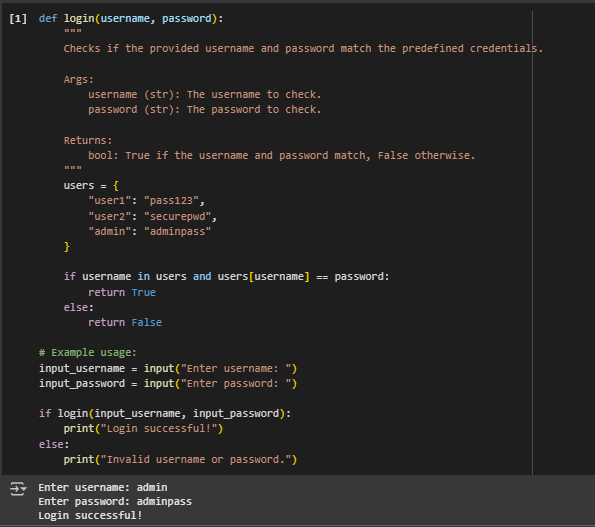 [1] def login(username, password):
"""
Checks if the provided username and password match the predefined credentials.
Args:
username (str): The username to check.
password (str): The password to check.
Returns:
bool: True if the username and password match, False otherwise.
"""
users = {
"user1": "pass123",
"user2": "securepwd",
"admin": "adminpass"
}
if username in users and users[username] == password:
return True
else:
return False
# Example usage:
input_username = input("Enter username: ")
input_password = input("Enter password: ")
if login(input_username, input_password):
print("Login successful!")
else:
print("Invalid username or password.")
Enter username: admin
Enter password: adminpass
Login successful!